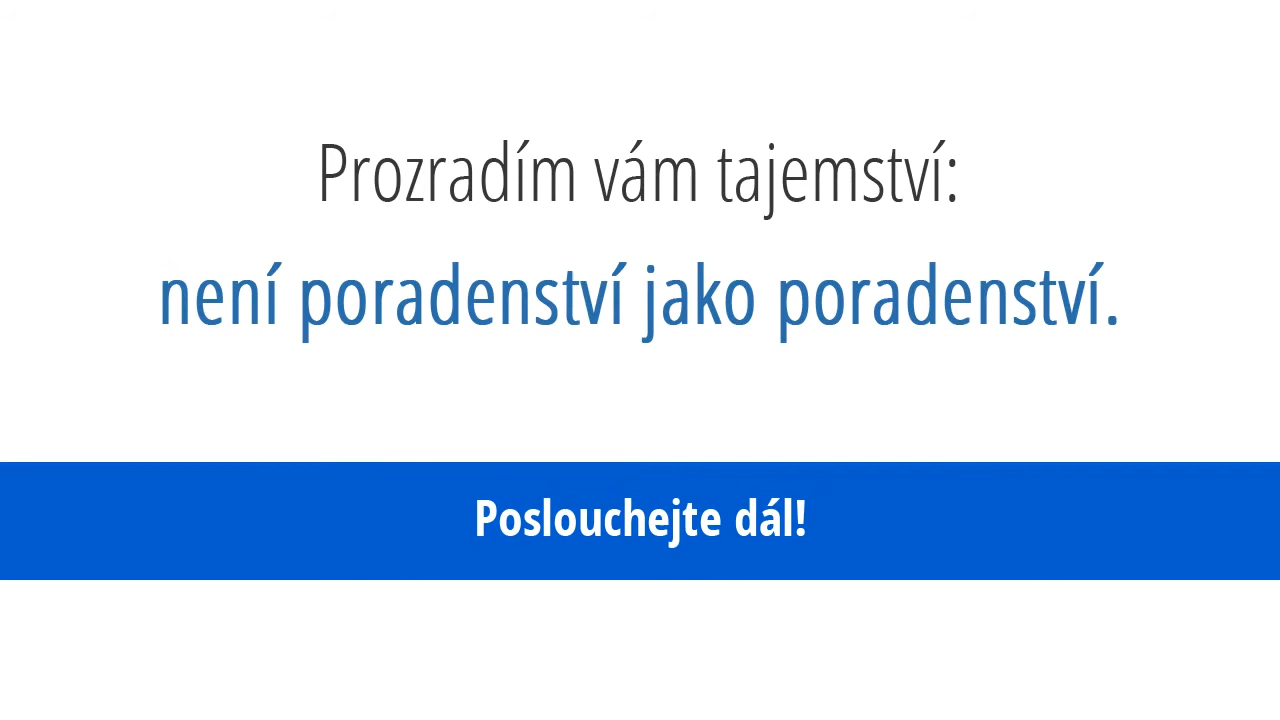 Prozradím vám tajemství:
není poradenství jako poradenství.
Poslouchejte dál!